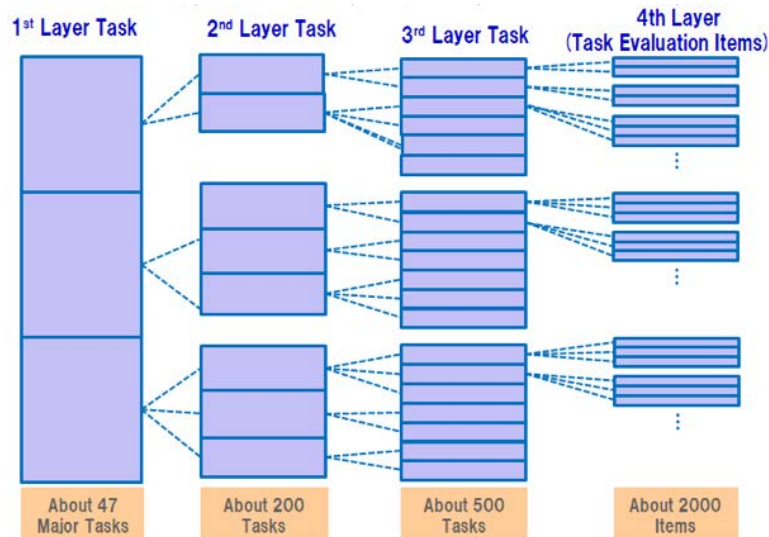 1st Layer Task
2nd Layer Task
3rd Layer Task
4th Layer
(Task Evaluation Items)
About 47
Major Tasks
About 200
Tasks
About 500
Tasks
About 2000
Items